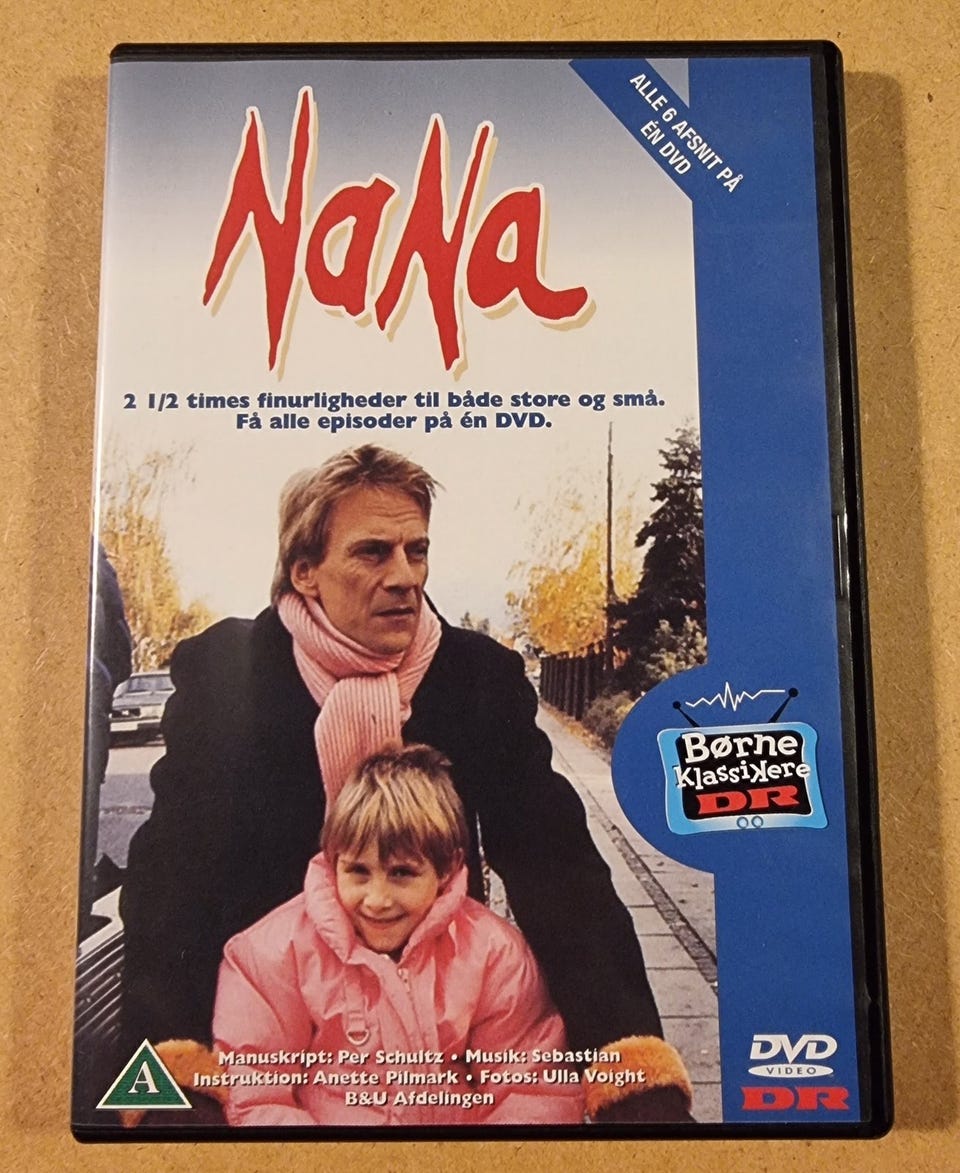 ALLE 6 AFSNIT PÅ
ÉN DVD
NaNa
2 1/2 times finurligheder til både store og små.
Få alle episoder på én DVD.
Børne
Klassikere
DR
Manuskript: Per Schultz • Musik: Sebastian
Instruktion: Anette Pilmark • Fotos: Ulla Voight
B&U Afdelingen
A
DVD
VIDEO
DR